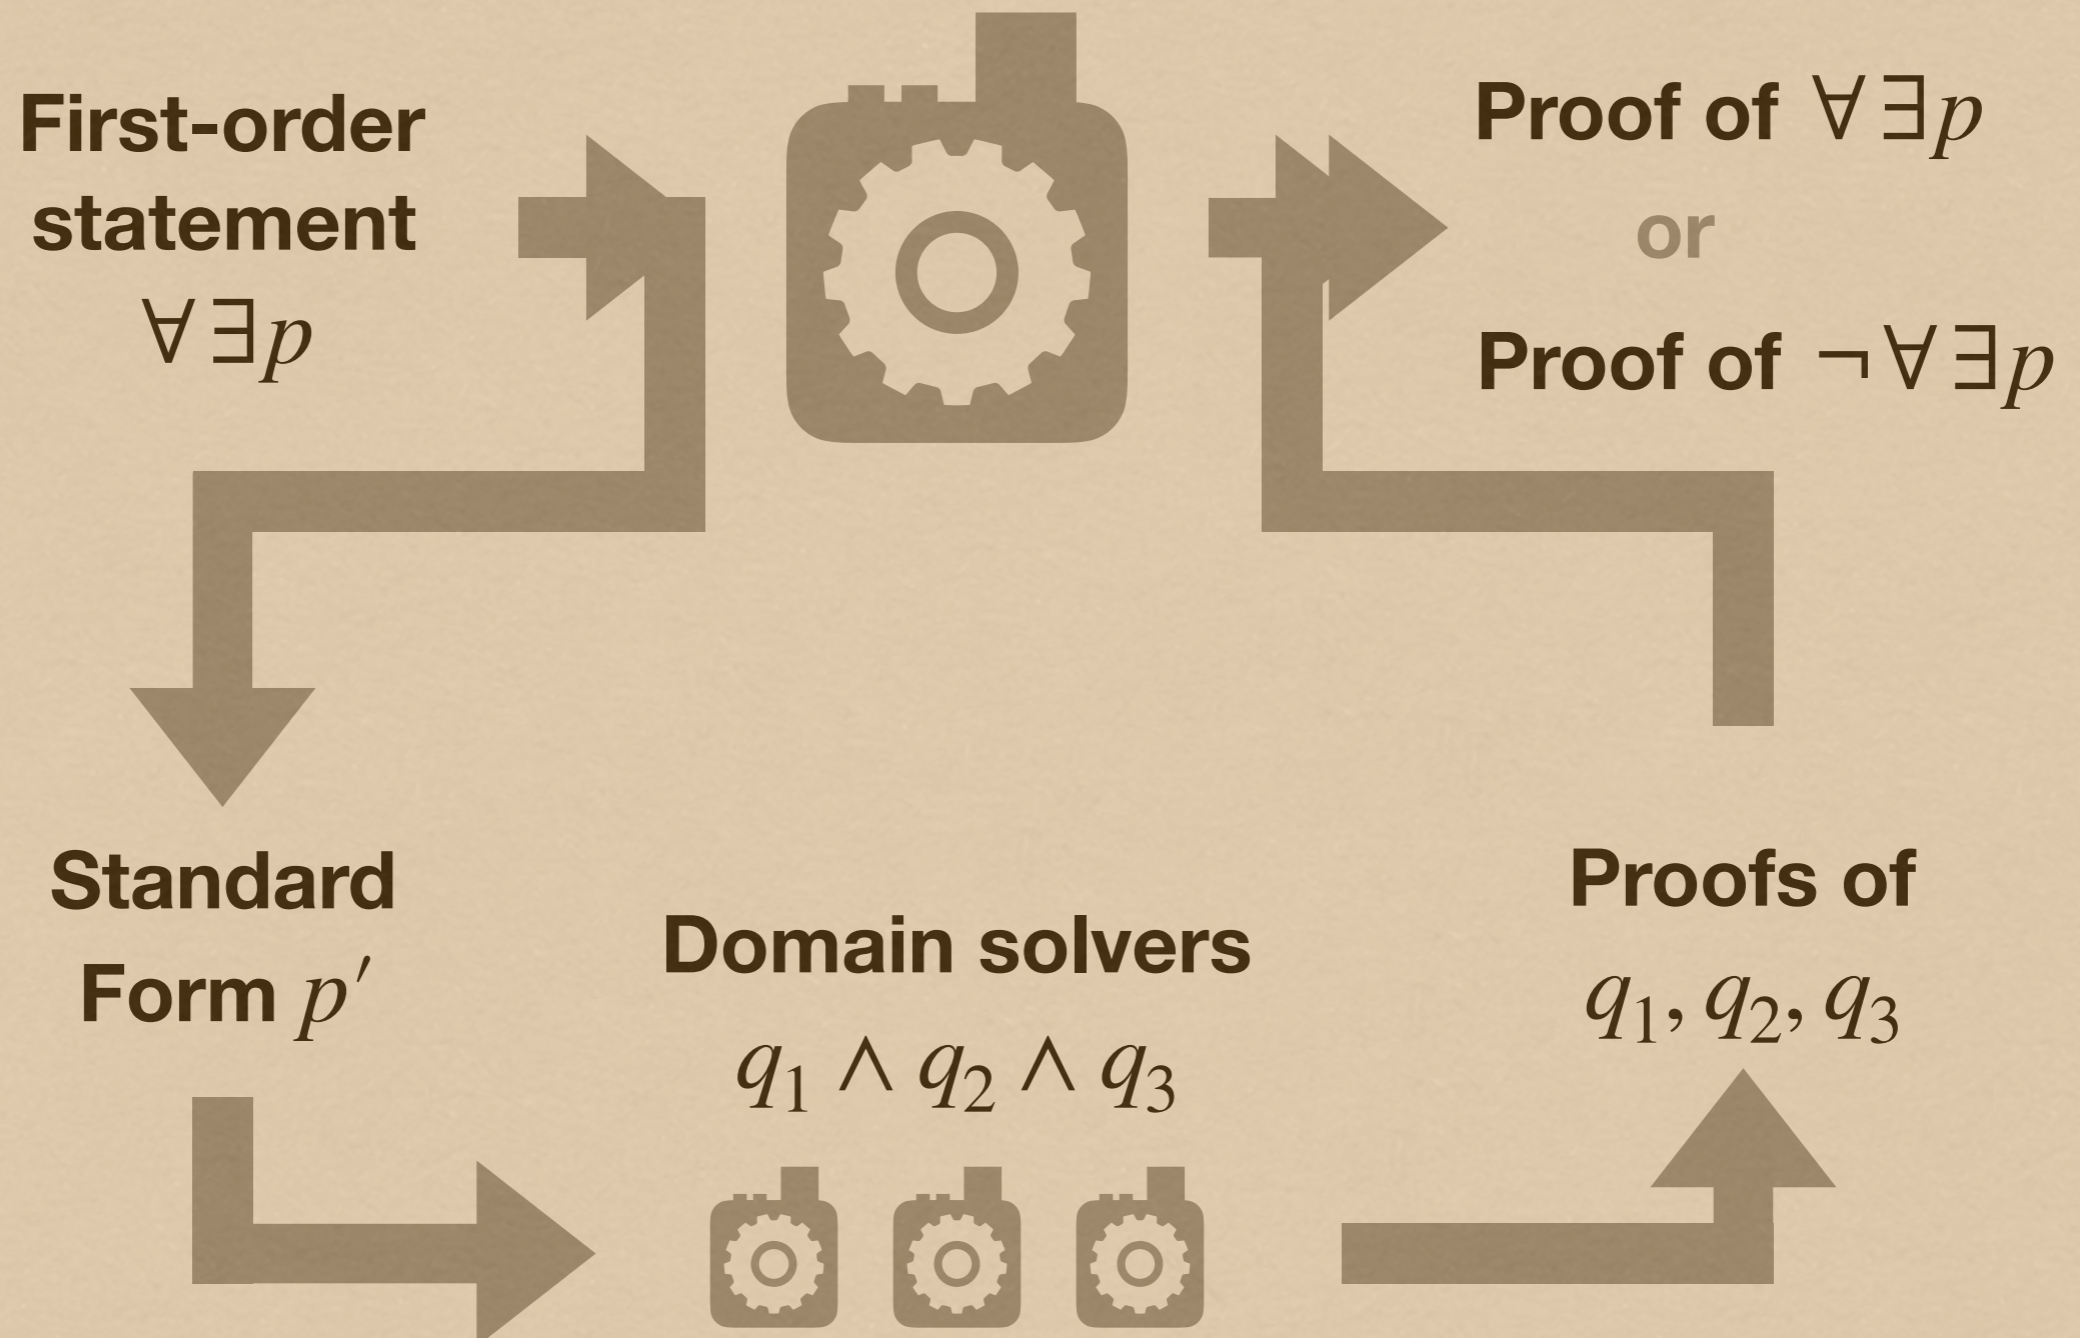 First-order
statement
∀∃p
Proof of ∀∃p
or
Proof of ¬∀∃p
Standard
Form p′
Domain solvers
q₁ ∧ q₂ ∧ q₃
Proofs of
q₁, q₂, q₃